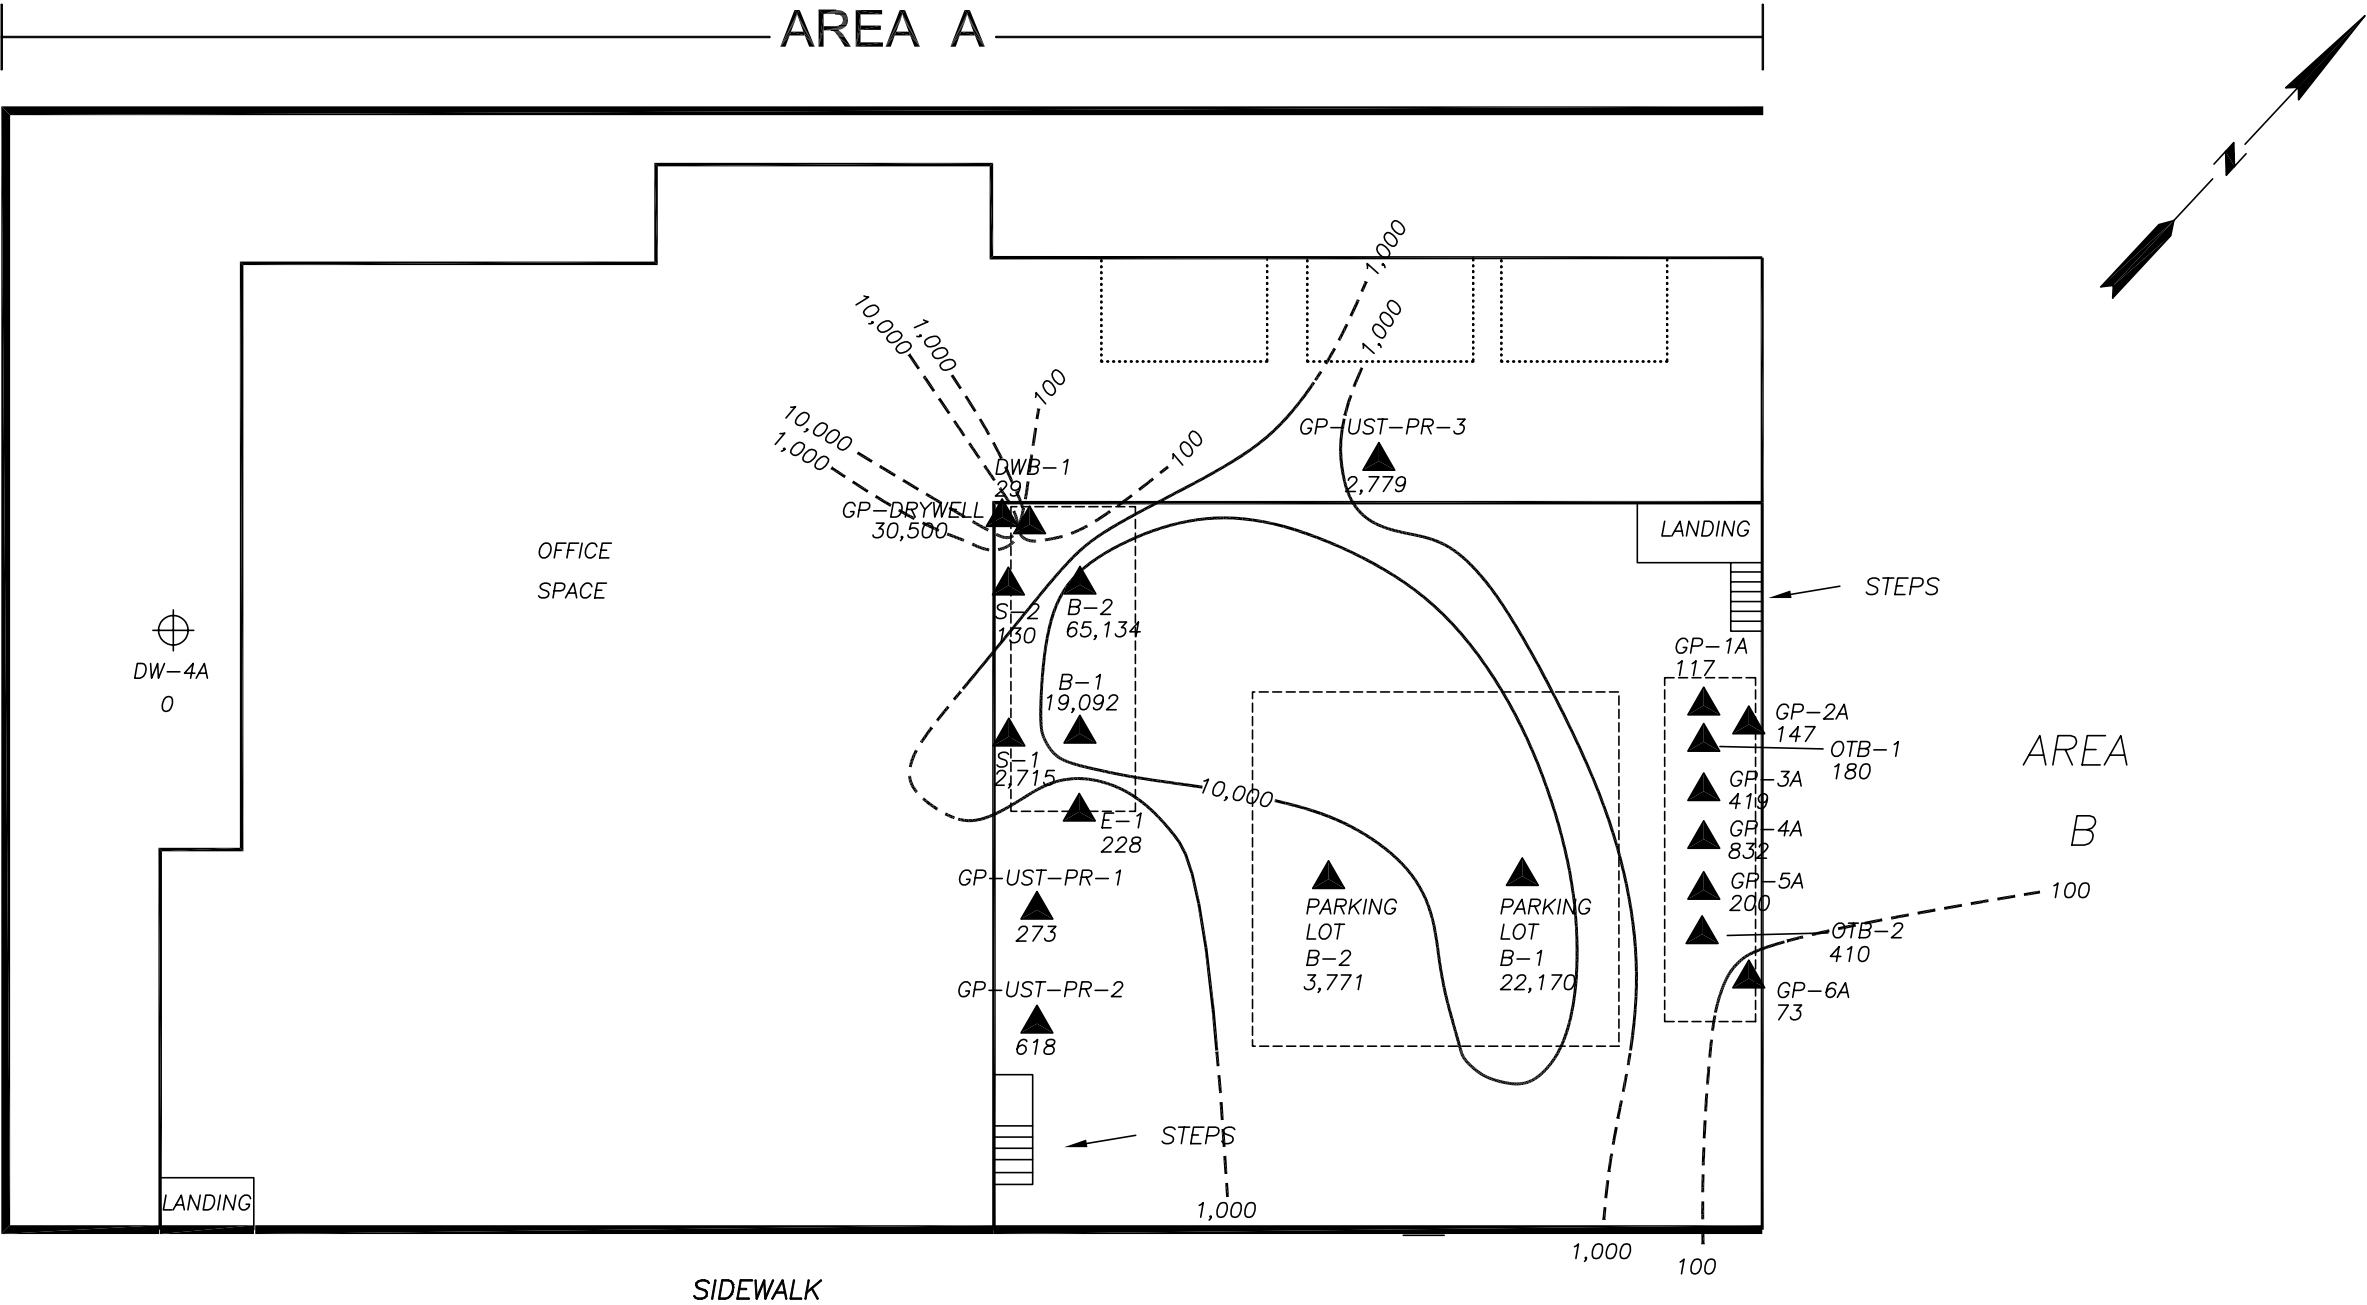 AREA A
N
1,000
1,000
10,000
1,000
100
10,000
1,000
100
GP-UST-PR-3
2,779
DWB-1
29
GP-DRYWELL
30,500
LANDING
OFFICE
SPACE
STEPS
S-2
130
B-2
65,134
DW-4A
0
GP-1A
117
B-1
19,092
GP-2A
147
OTB-1
180
AREA
B
S-1
2,715
10,000
GP-3A
419
E-1
228
GP-4A
832
GP-UST-PR-1
273
GP-5A
200
100
PARKING
LOT
B-2
3,771
PARKING
LOT
B-1
22,170
OTB-2
410
GP-UST-PR-2
618
GP-6A
73
STEPS
LANDING
1,000
1,000
100
SIDEWALK